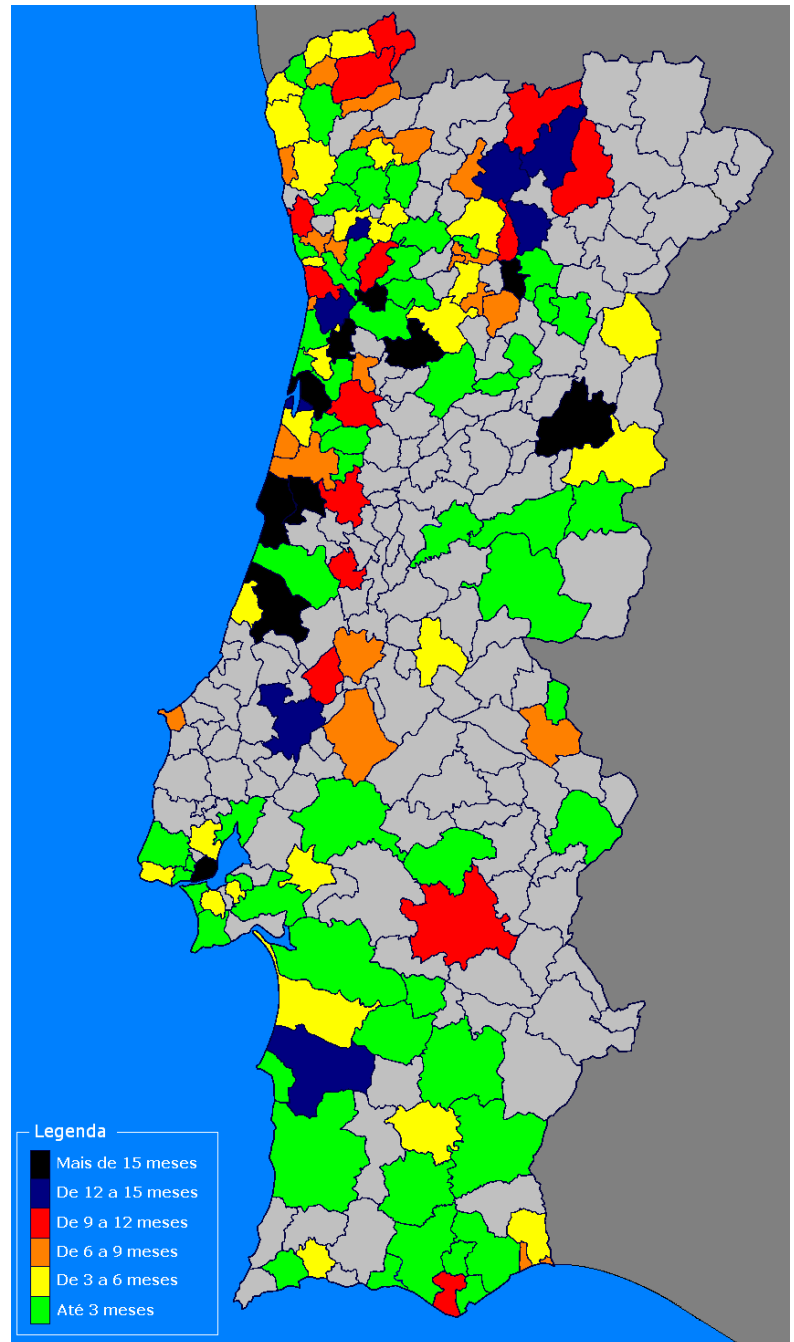 Legenda
Mais de 15 meses
De 12 a 15 meses
De 9 a 12 meses
De 6 a 9 meses
De 3 a 6 meses
Até 3 meses